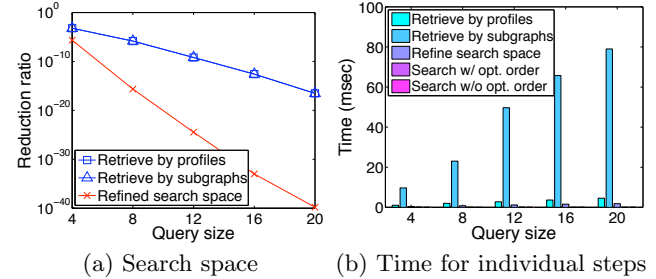 10^0
10^-10
10^-20
10^-30
10^-40
Reduction ratio
Retrieve by profiles
Retrieve by subgraphs
Refined search space
4 8 12 16 20
Query size
(a) Search space
100
80
60
40
20
0
Time (msec)
Retrieve by profiles
Retrieve by subgraphs
Refine search space
Search w/ opt. order
Search w/o opt. order
4 8 12 16 20
Query size
(b) Time for individual steps